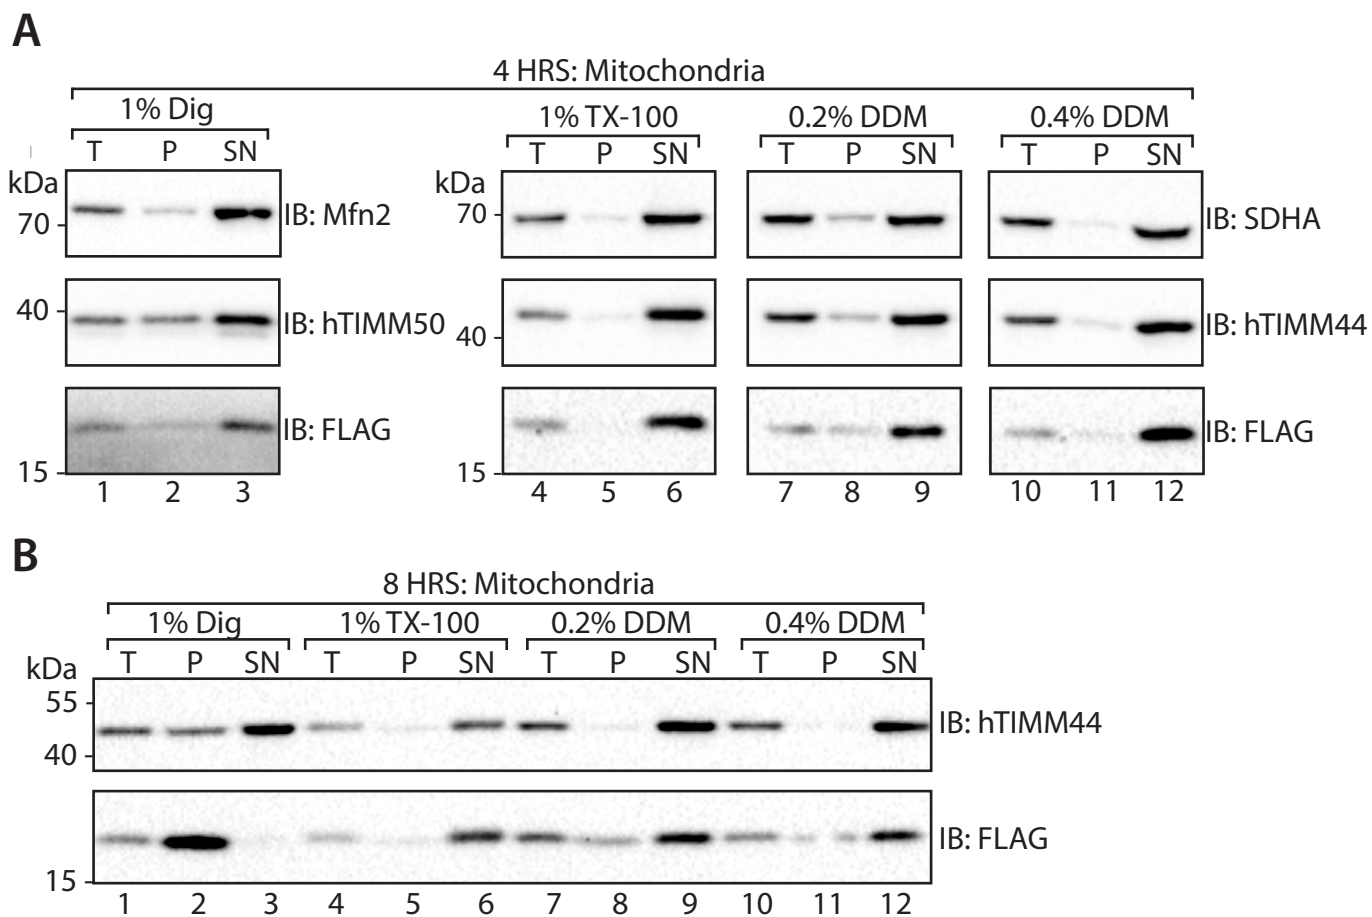 A
4 HRS: Mitochondria
1% Dig 1% TX-100 0.2% DDM 0.4% DDM
T P SN T P SN T P SN T P SN
kDa kDa
70 IB: Mfn2 70 IB: SDHA
40 IB: hTIMM50 40 IB: hTIMM44
IB: FLAG IB: FLAG
15 15
1 2 3 4 5 6 7 8 9 10 11 12
B
8 HRS: Mitochondria
1% Dig 1% TX-100 0.2% DDM 0.4% DDM
T P SN T P SN T P SN T P SN
kDa
55
IB: hTIMM44
40
IB: FLAG
15
1 2 3 4 5 6 7 8 9 10 11 12